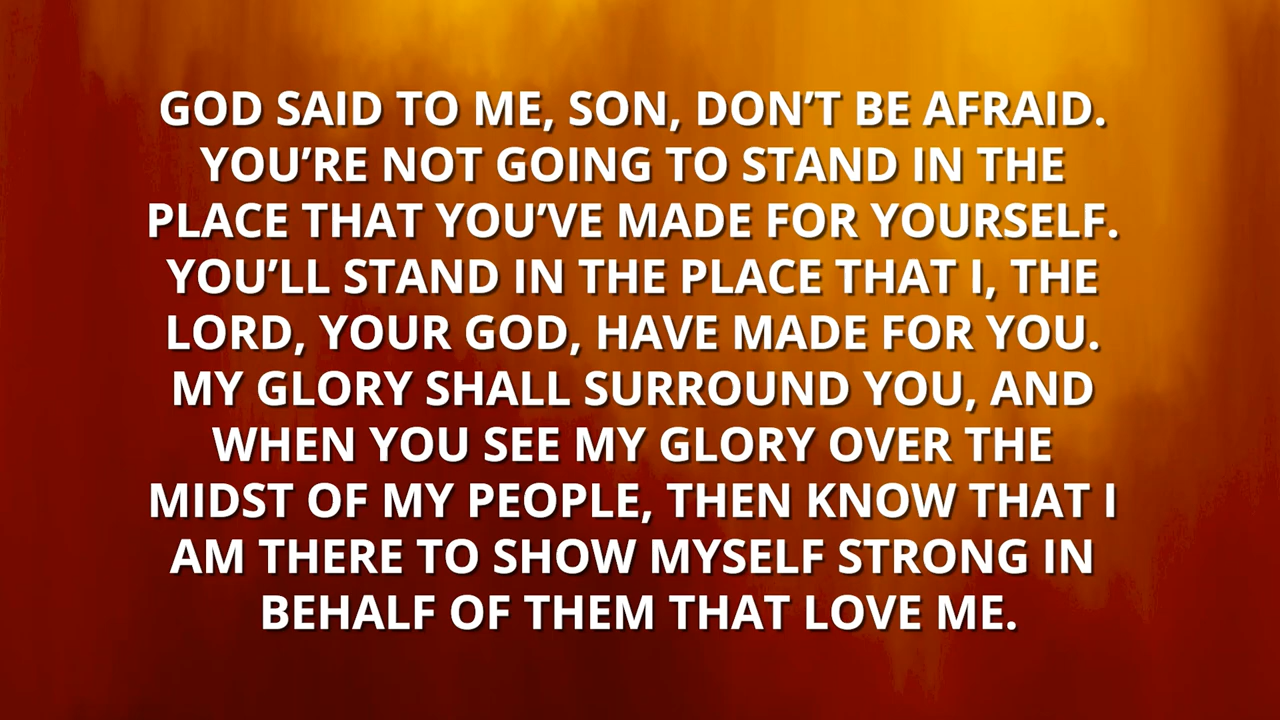 GOD SAID TO ME, SON, DON’T BE AFRAID.
YOU’RE NOT GOING TO STAND IN THE
PLACE THAT YOU’VE MADE FOR YOURSELF.
YOU’LL STAND IN THE PLACE THAT I, THE
LORD, YOUR GOD, HAVE MADE FOR YOU.
MY GLORY SHALL SURROUND YOU, AND
WHEN YOU SEE MY GLORY OVER THE
MIDST OF MY PEOPLE, THEN KNOW THAT I
AM THERE TO SHOW MYSELF STRONG IN
BEHALF OF THEM THAT LOVE ME.